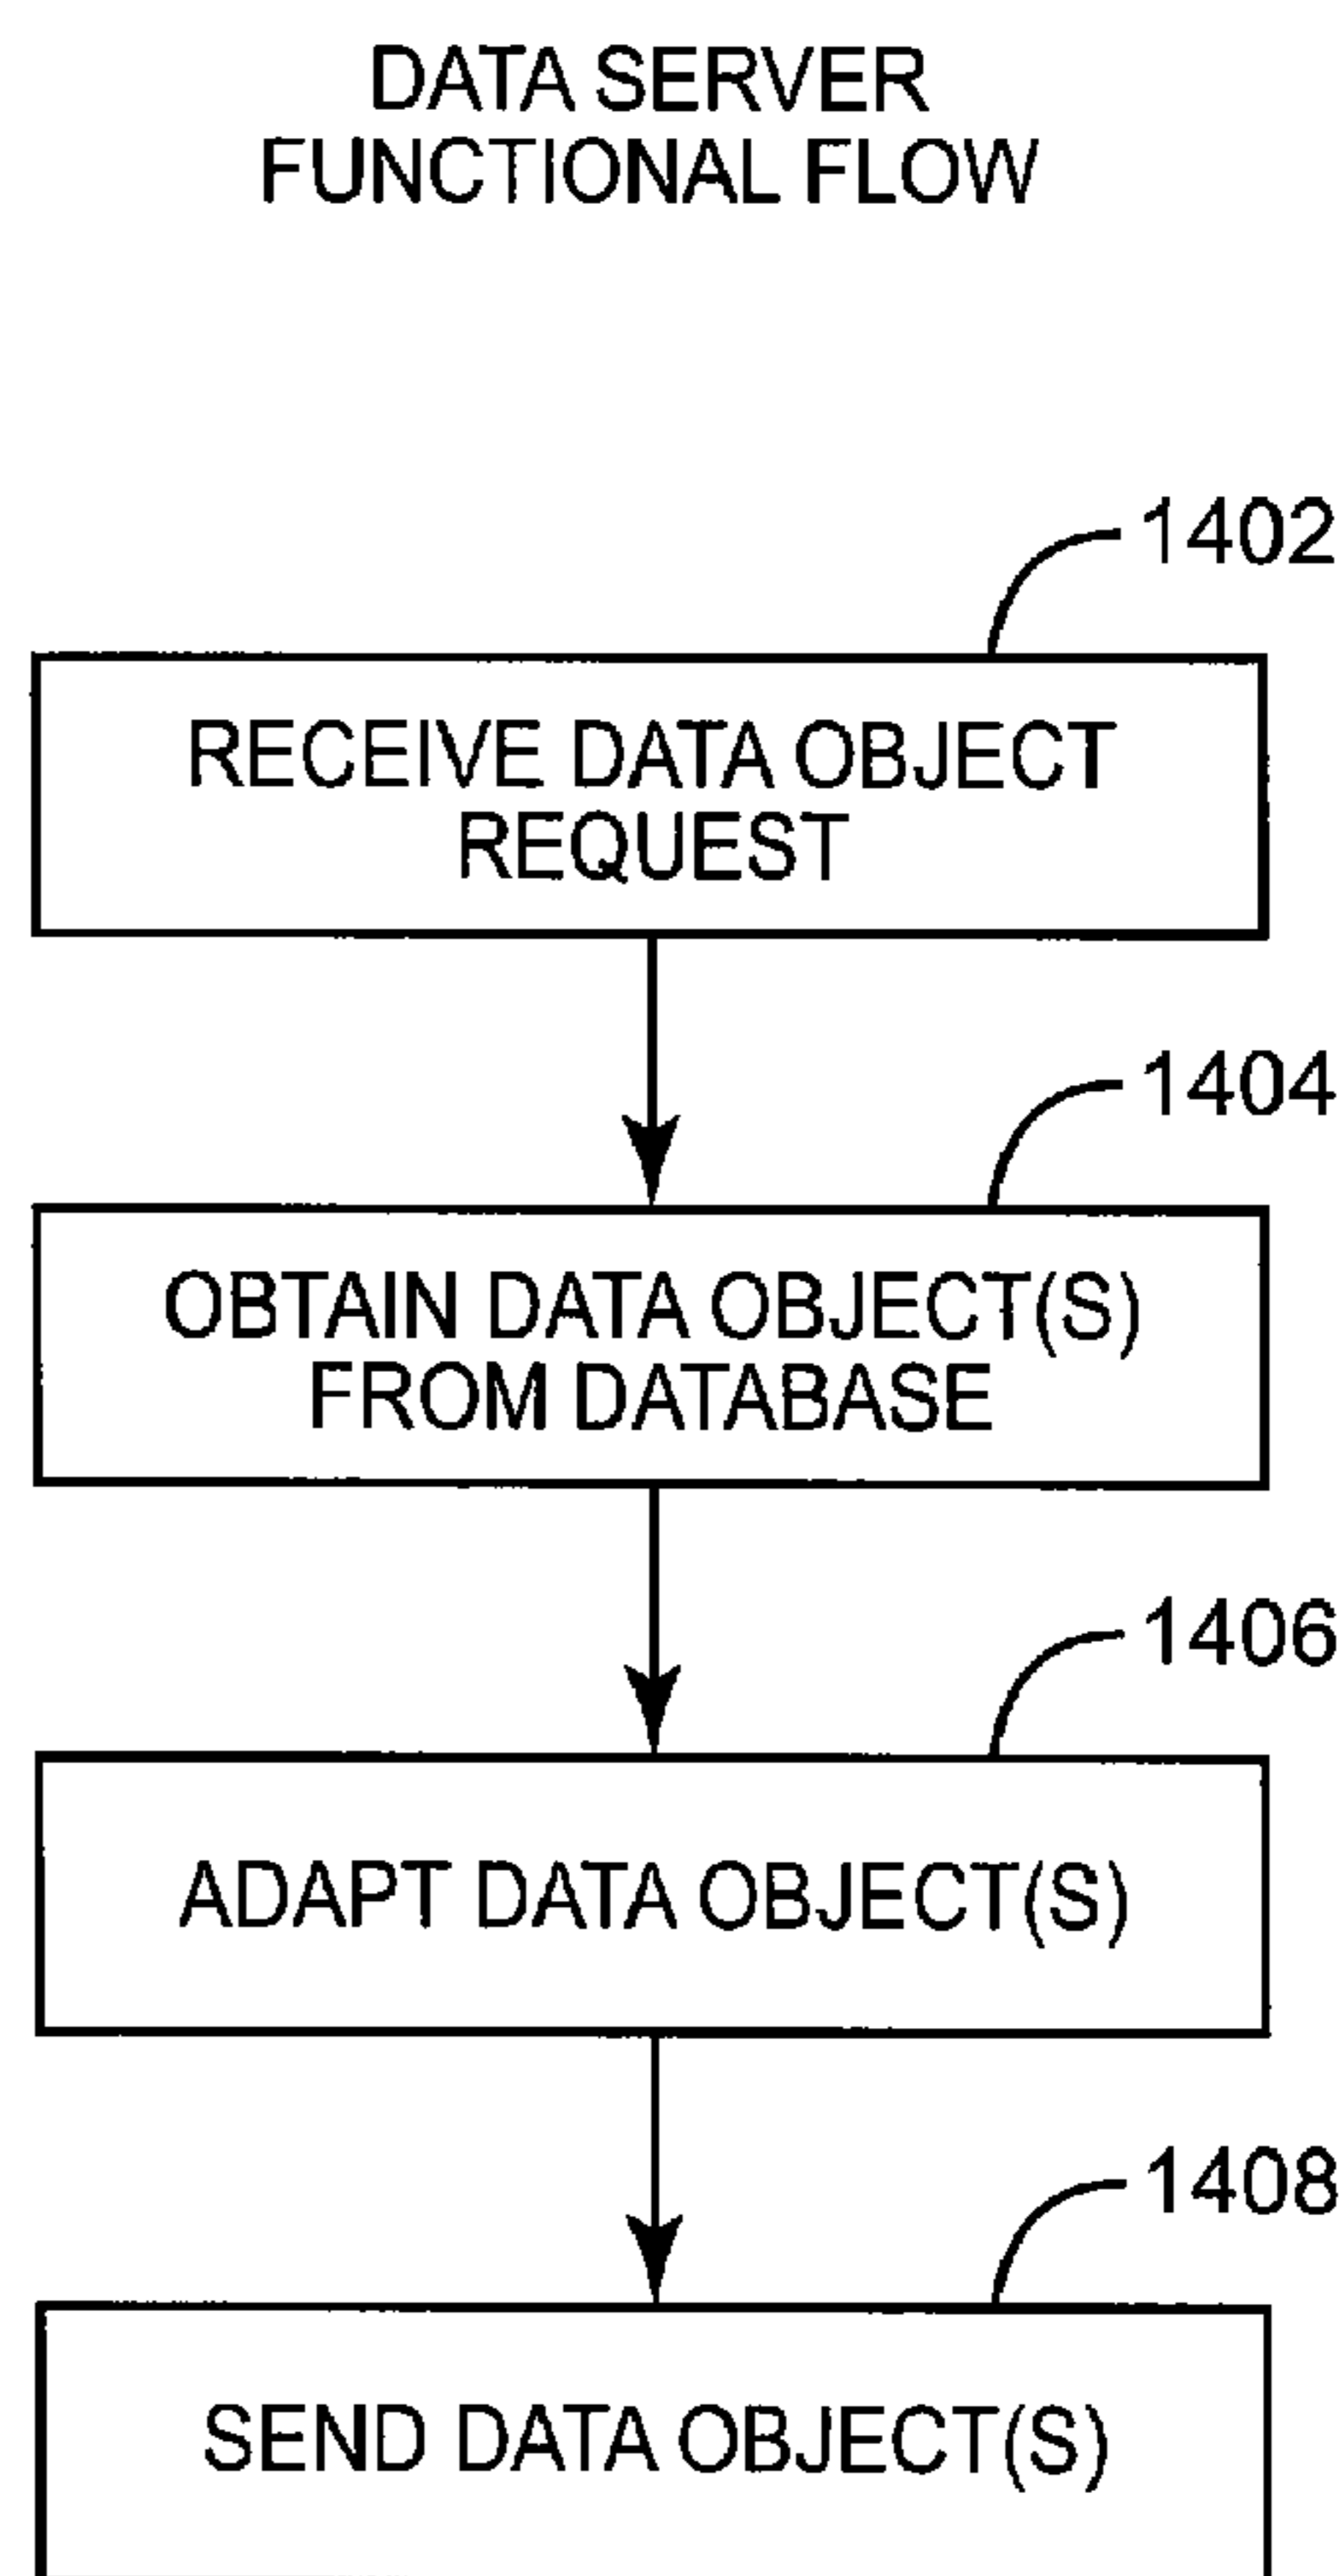 DATA SERVER
FUNCTIONAL FLOW
1402
RECEIVE DATA OBJECT
REQUEST
1404
OBTAIN DATA OBJECT(S)
FROM DATABASE
1406
ADAPT DATA OBJECT(S)
1408
SEND DATA OBJECT(S)